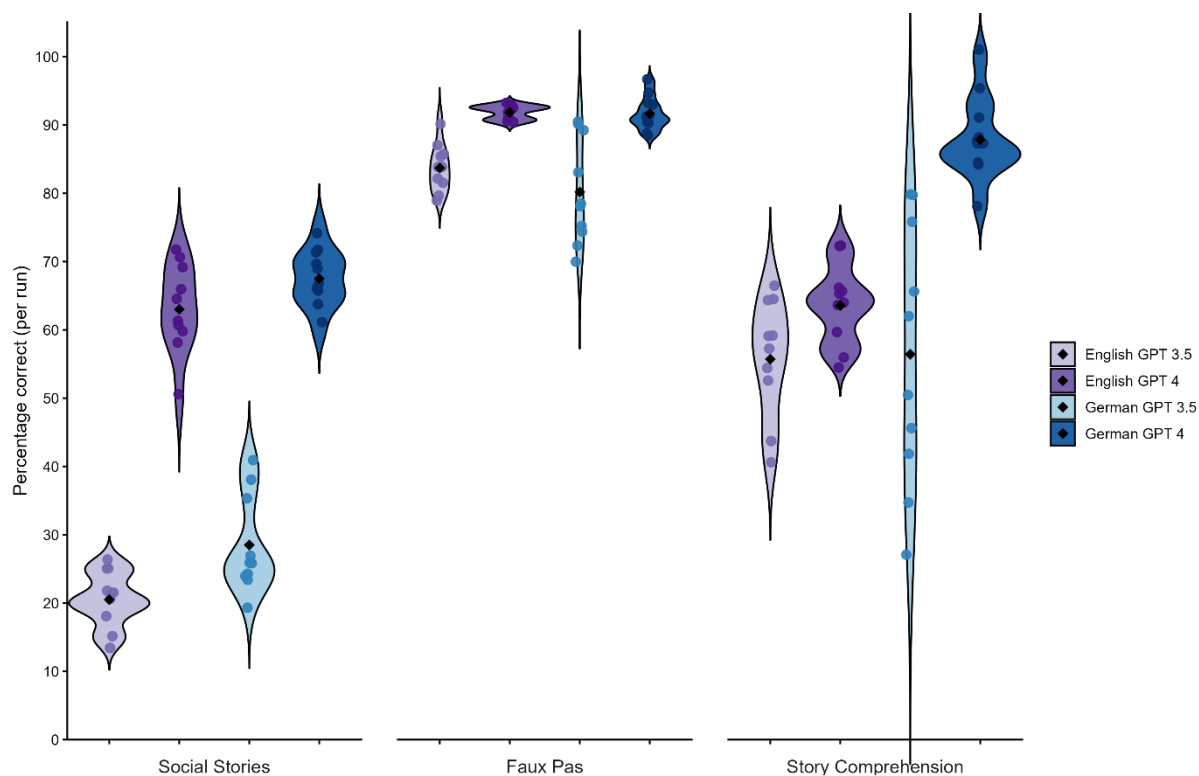 100
90
80
70
60
50
40
30
20
10
0
Percentage correct (per run)
Social Stories
Faux Pas
Story Comprehension
English GPT 3.5
English GPT 4
German GPT 3.5
German GPT 4